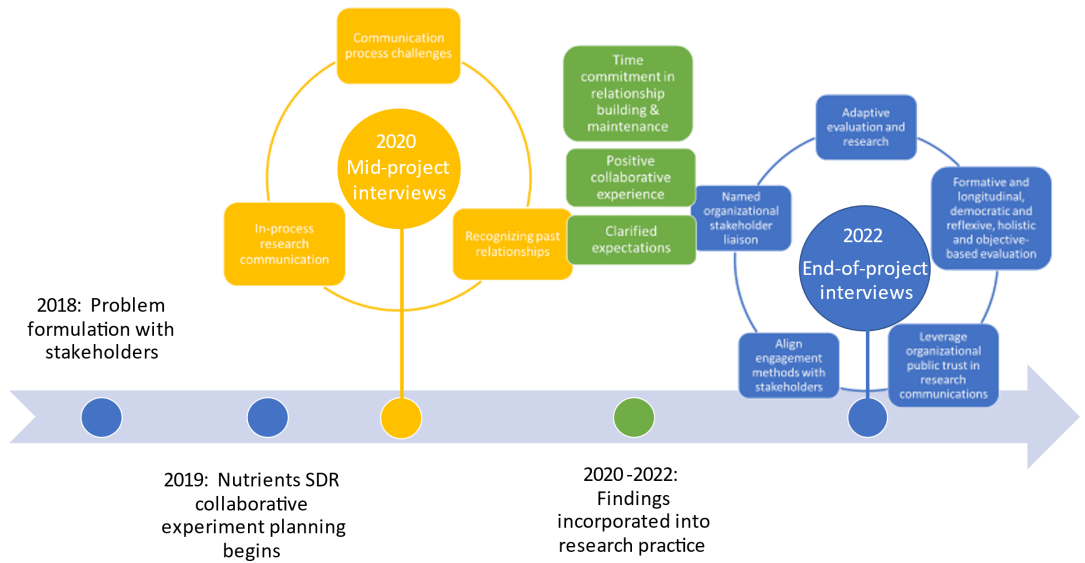 Communication
process challenges
2020
Mid-project
interviews
In-process
research
communication
Recognizing past
relationships
Time
commitment in
relationship
building &
maintenance
Positive
collaborative
experience
Clarified
expectations
Adaptive
evaluation and
research
Named
organizational
stakeholder
liaison
Formative and
longitudinal,
democratic and
reflexive, holistic
and objective-
based evaluation
2022
End-of-project
interviews
Align
engagement
methods with
stakeholders
Leverage
organizational
public trust in
research
communications
2018:  Problem
formulation with
stakeholders
2019:  Nutrients SDR
collaborative
experiment planning
begins
2020-2022:
Findings
incorporated into
research practice